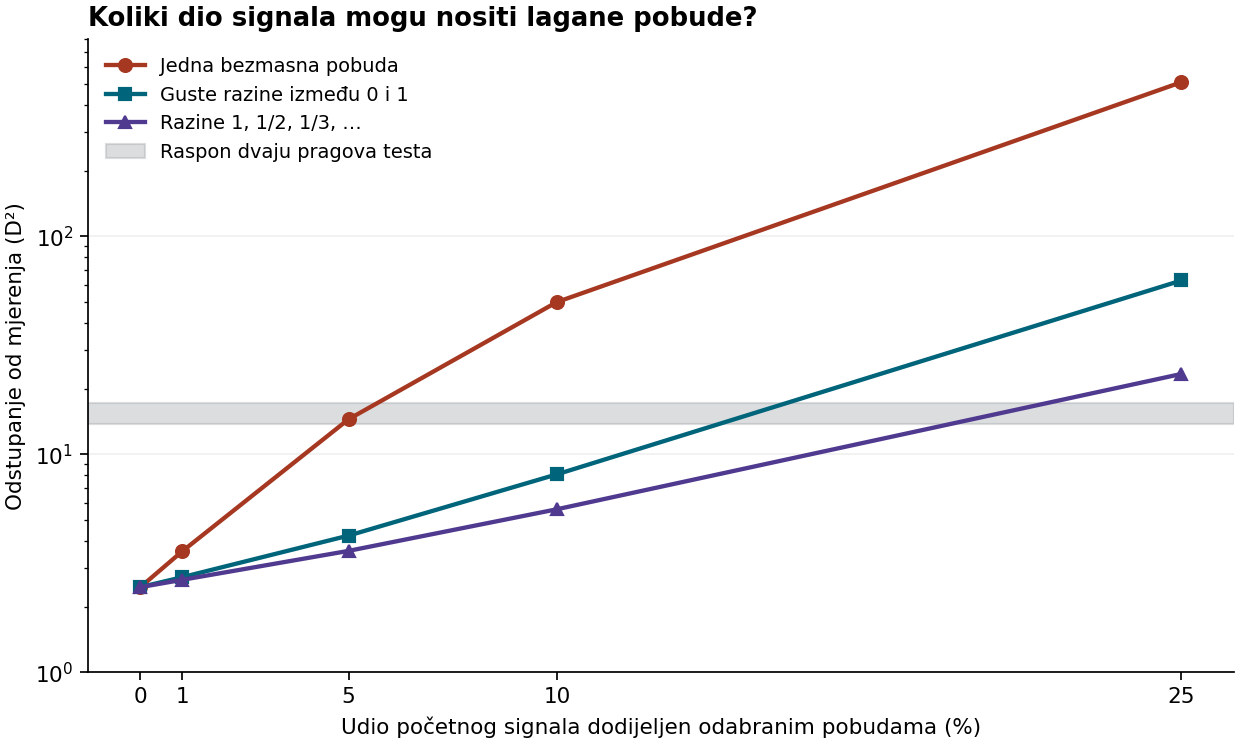 Koliki dio signala mogu nositi lagane pobude?
Jedna bezmasna pobuda
Guste razine između 0 i 1
Razine 1, 1/2, 1/3, …
Raspon dvaju pragova testa
Odstupanje od mjerenja (D²)
10²
10¹
10⁰
0 1 5 10 25
Udio početnog signala dodijeljen odabranim pobudama (%)